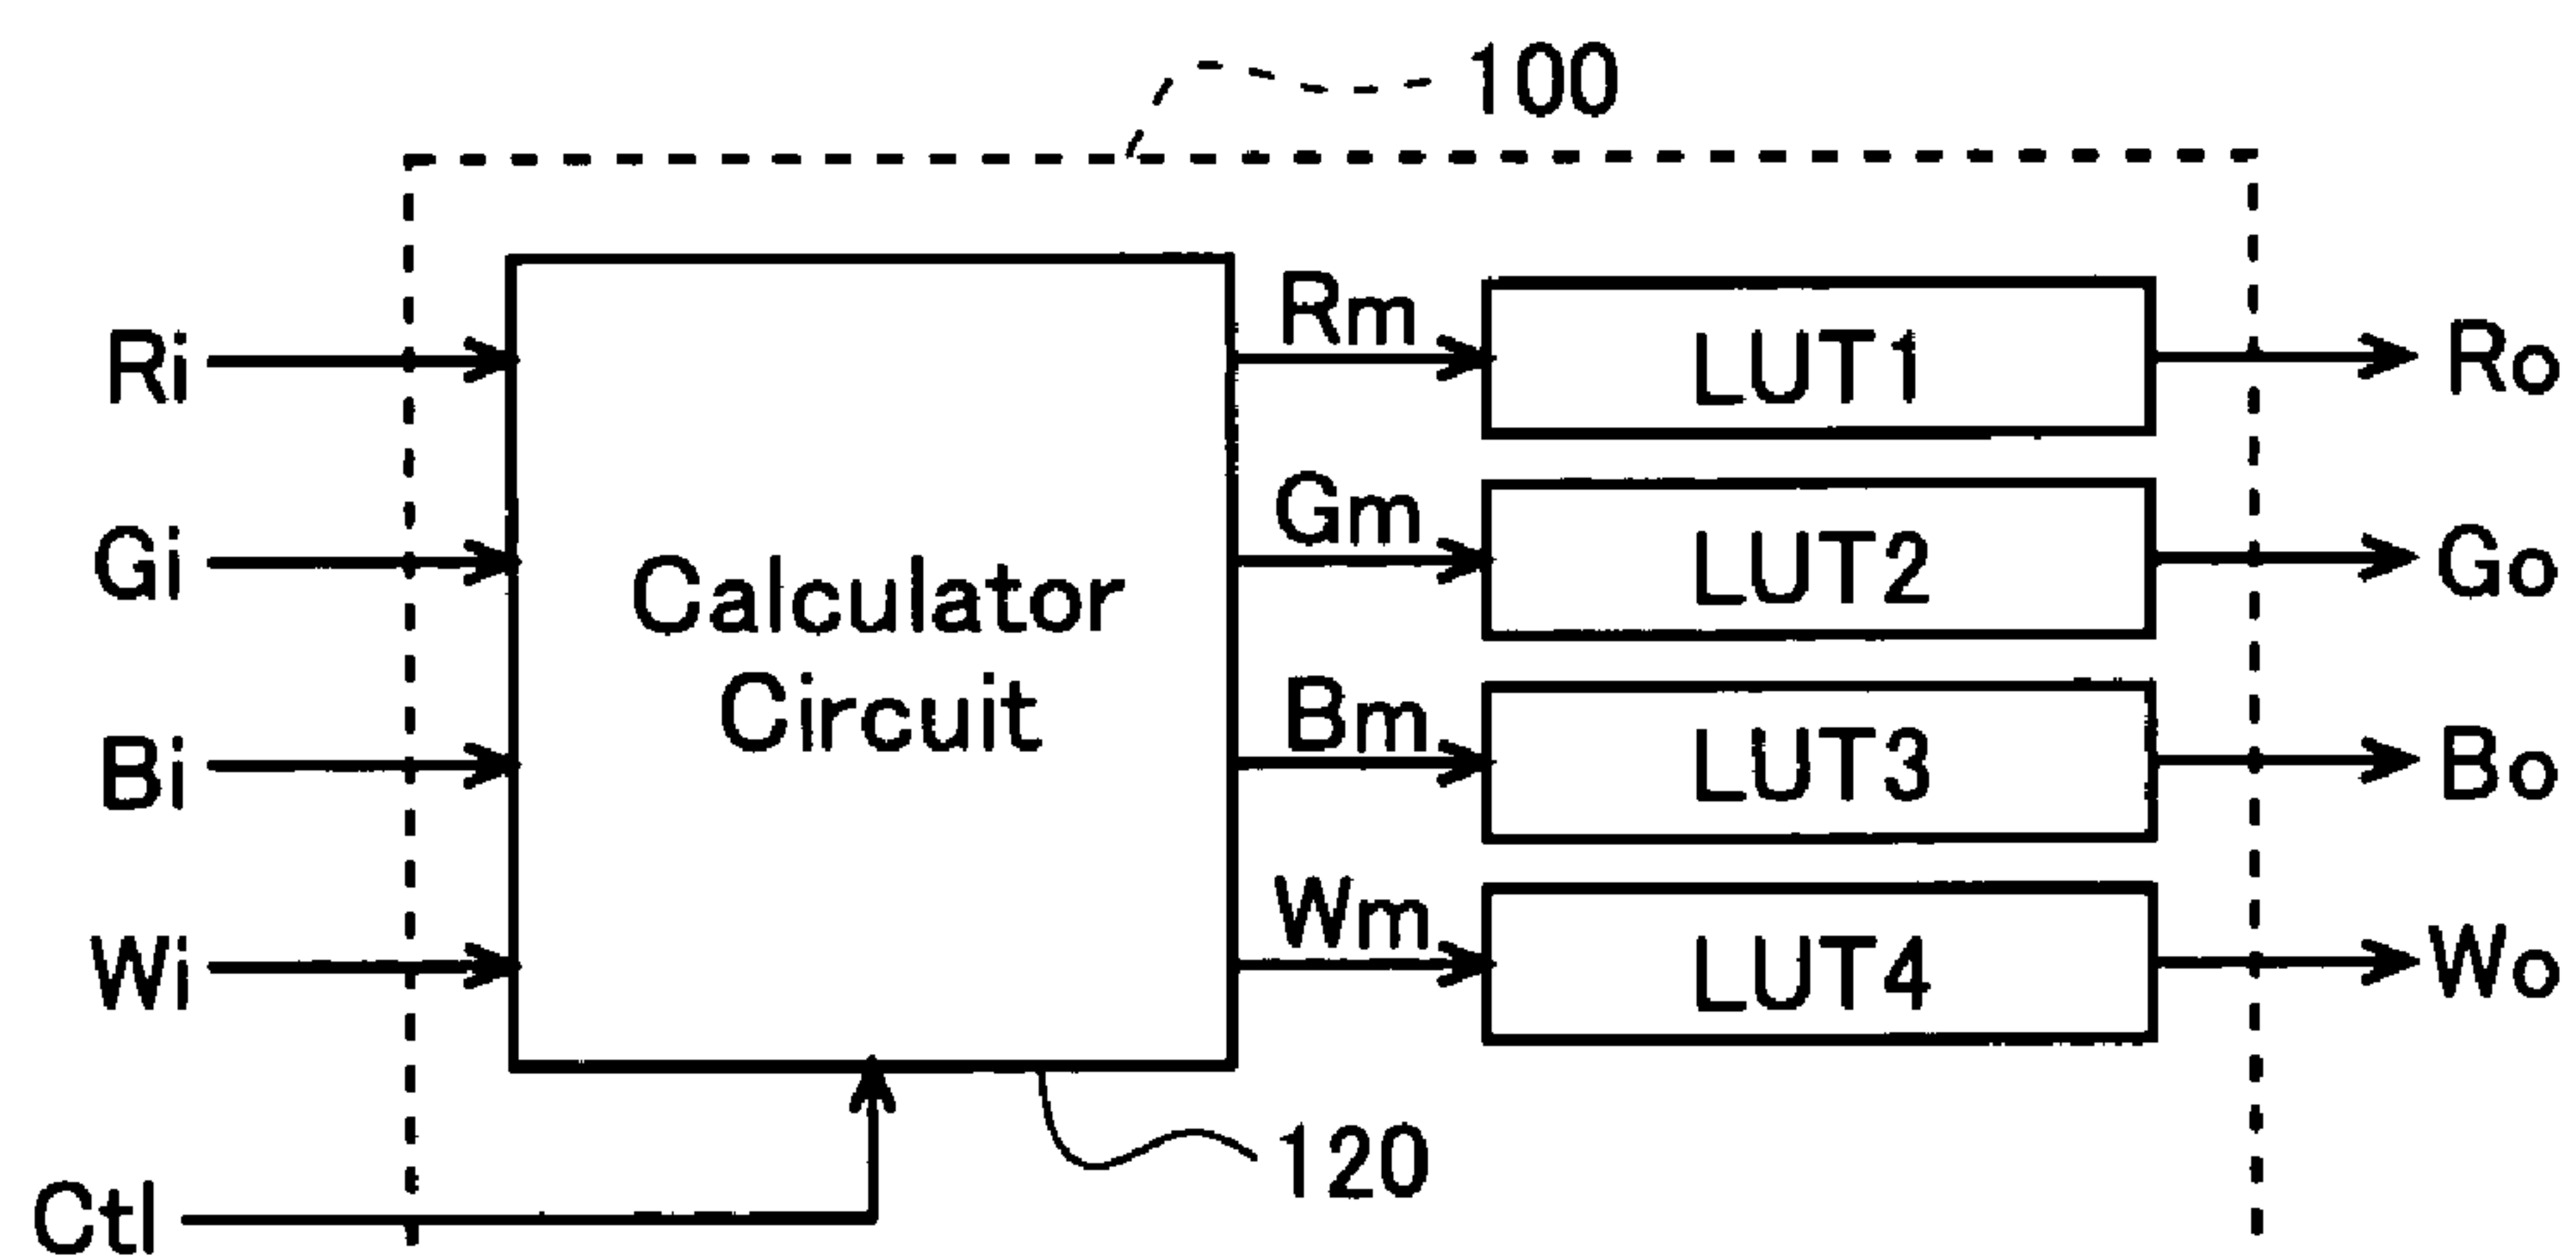 100
Ri
Rm
LUT1
Ro
Gi
Gm
LUT2
Go
Calculator
Circuit
Bi
Bm
LUT3
Bo
Wi
Wm
LUT4
Wo
120
Ctl